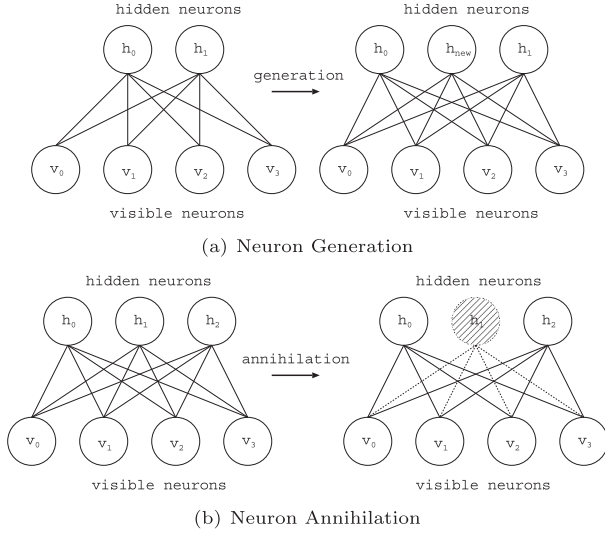 hidden neurons
hidden neurons
h₀ h₁
h₀ h_new h₁
generation
v₀ v₁ v₂ v₃
v₀ v₁ v₂ v₃
visible neurons
visible neurons
(a) Neuron Generation
hidden neurons
hidden neurons
h₀ h₁ h₂
h₀ h₁ h₂
annihilation
v₀ v₁ v₂ v₃
v₀ v₁ v₂ v₃
visible neurons
visible neurons
(b) Neuron Annihilation